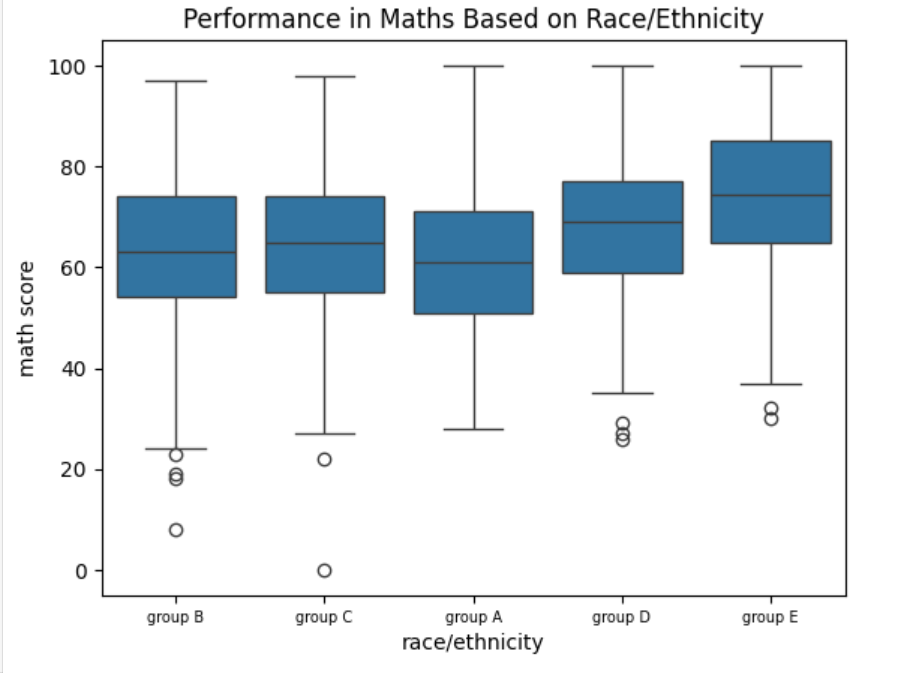 Performance in Maths Based on Race/Ethnicity
100
80
60
40
20
0
math score
group B group C group A group D group E
race/ethnicity